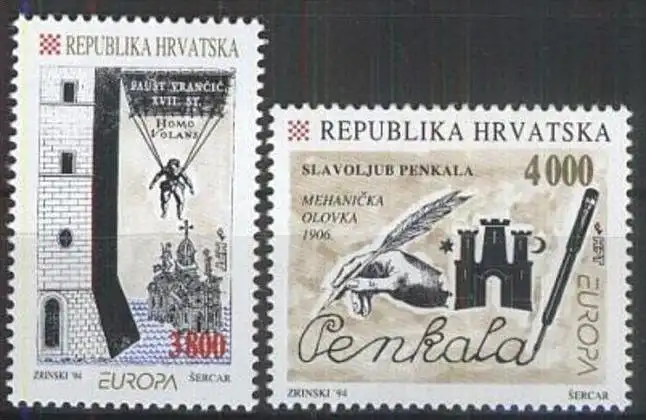 REPUBLIKA HRVATSKA
FAUST VRANČIĆ
XVII. ST.
HOMO
VOLANS
3800
ZRINSKI '94
EUROPA
ŠERCAR
REPUBLIKA HRVATSKA
SLAVOLJUB PENKALA
4000
MEHANIČKA
OLOVKA
1906.
HPT
EUROPA
Penkala
ZRINSKI '94
ŠERCAR